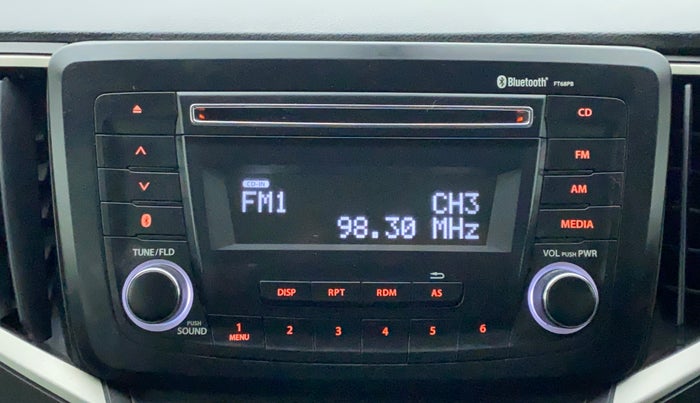 Bluetooth® FT68PB
CD
CD-IN
FM
FM1 CH3
98.30 MHz
AM
MEDIA
TUNE/FLD
VOL PUSH PWR
DISP RPT RDM AS
PUSH
SOUND
1 2 3 4 5 6
MENU